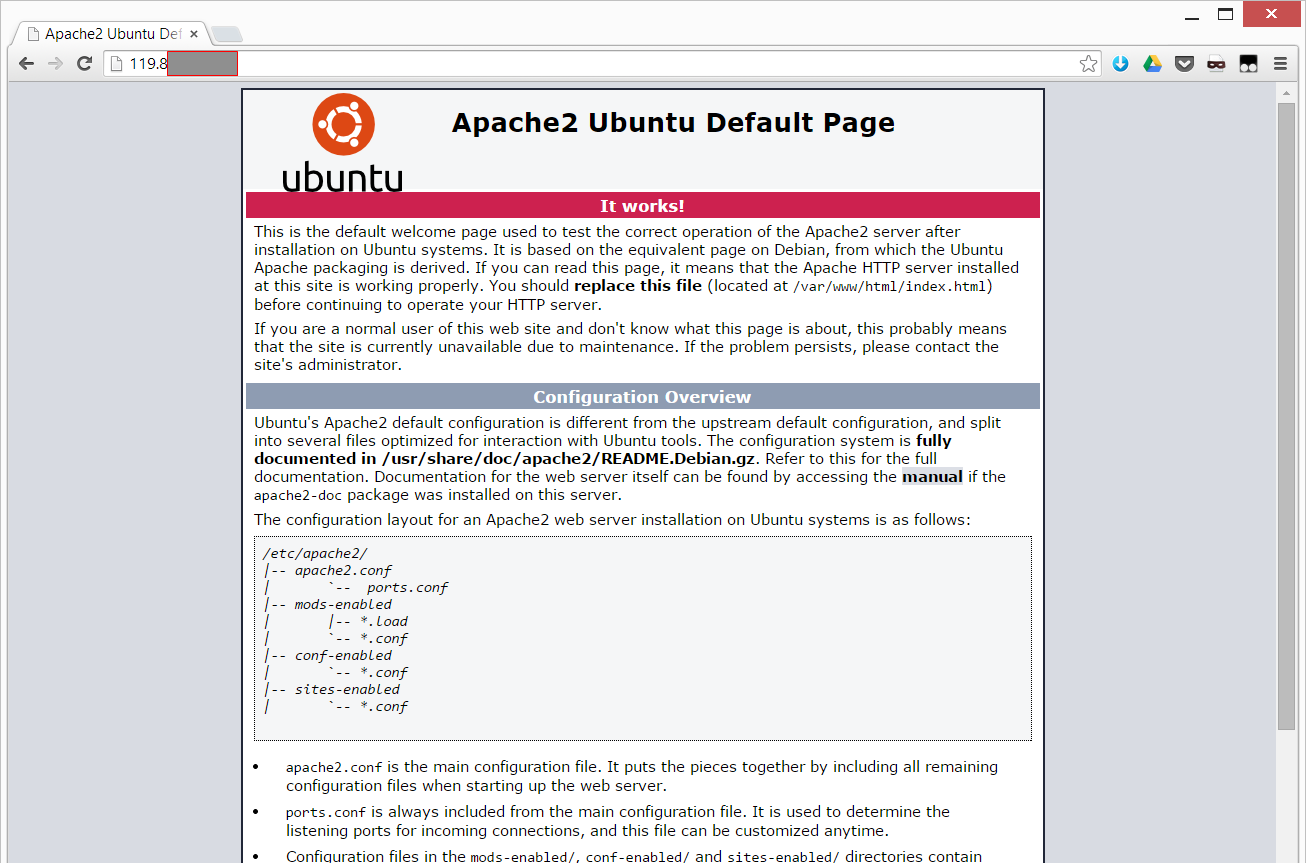 Apache2 Ubuntu Def
119.8
ubuntu
Apache2 Ubuntu Default Page
It works!
This is the default welcome page used to test the correct operation of the Apache2 server after
installation on Ubuntu systems. It is based on the equivalent page on Debian, from which the Ubuntu
Apache packaging is derived. If you can read this page, it means that the Apache HTTP server installed
at this site is working properly. You should replace this file (located at /var/www/html/index.html)
before continuing to operate your HTTP server.
If you are a normal user of this web site and don't know what this page is about, this probably means
that the site is currently unavailable due to maintenance. If the problem persists, please contact the
site's administrator.
Configuration Overview
Ubuntu's Apache2 default configuration is different from the upstream default configuration, and split
into several files optimized for interaction with Ubuntu tools. The configuration system is fully
documented in /usr/share/doc/apache2/README.Debian.gz. Refer to this for the full
documentation. Documentation for the web server itself can be found by accessing the manual if the
apache2-doc package was installed on this server.
The configuration layout for an Apache2 web server installation on Ubuntu systems is as follows:
/etc/apache2/
|-- apache2.conf
|       `--  ports.conf
|-- mods-enabled
|       |-- *.load
|       `-- *.conf
|-- conf-enabled
|       `-- *.conf
|-- sites-enabled
|       `-- *.conf
• apache2.conf is the main configuration file. It puts the pieces together by including all remaining
configuration files when starting up the web server.
• ports.conf is always included from the main configuration file. It is used to determine the
listening ports for incoming connections, and this file can be customized anytime.
• Configuration files in the mods-enabled/, conf-enabled/ and sites-enabled/ directories contain